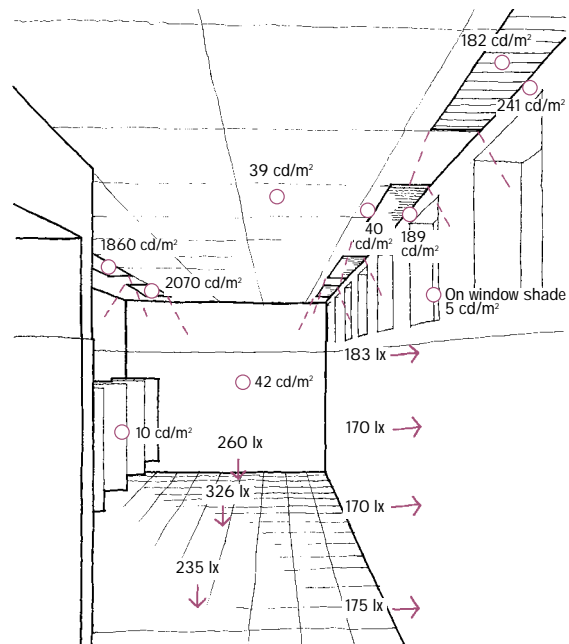 182 cd/m²
241 cd/m²
39 cd/m²
40
cd/m²
189
cd/m²
1860 cd/m²
2070 cd/m²
On window shade
5 cd/m²
183 lx
42 cd/m²
170 lx
10 cd/m²
260 lx
326 lx
170 lx
235 lx
175 lx